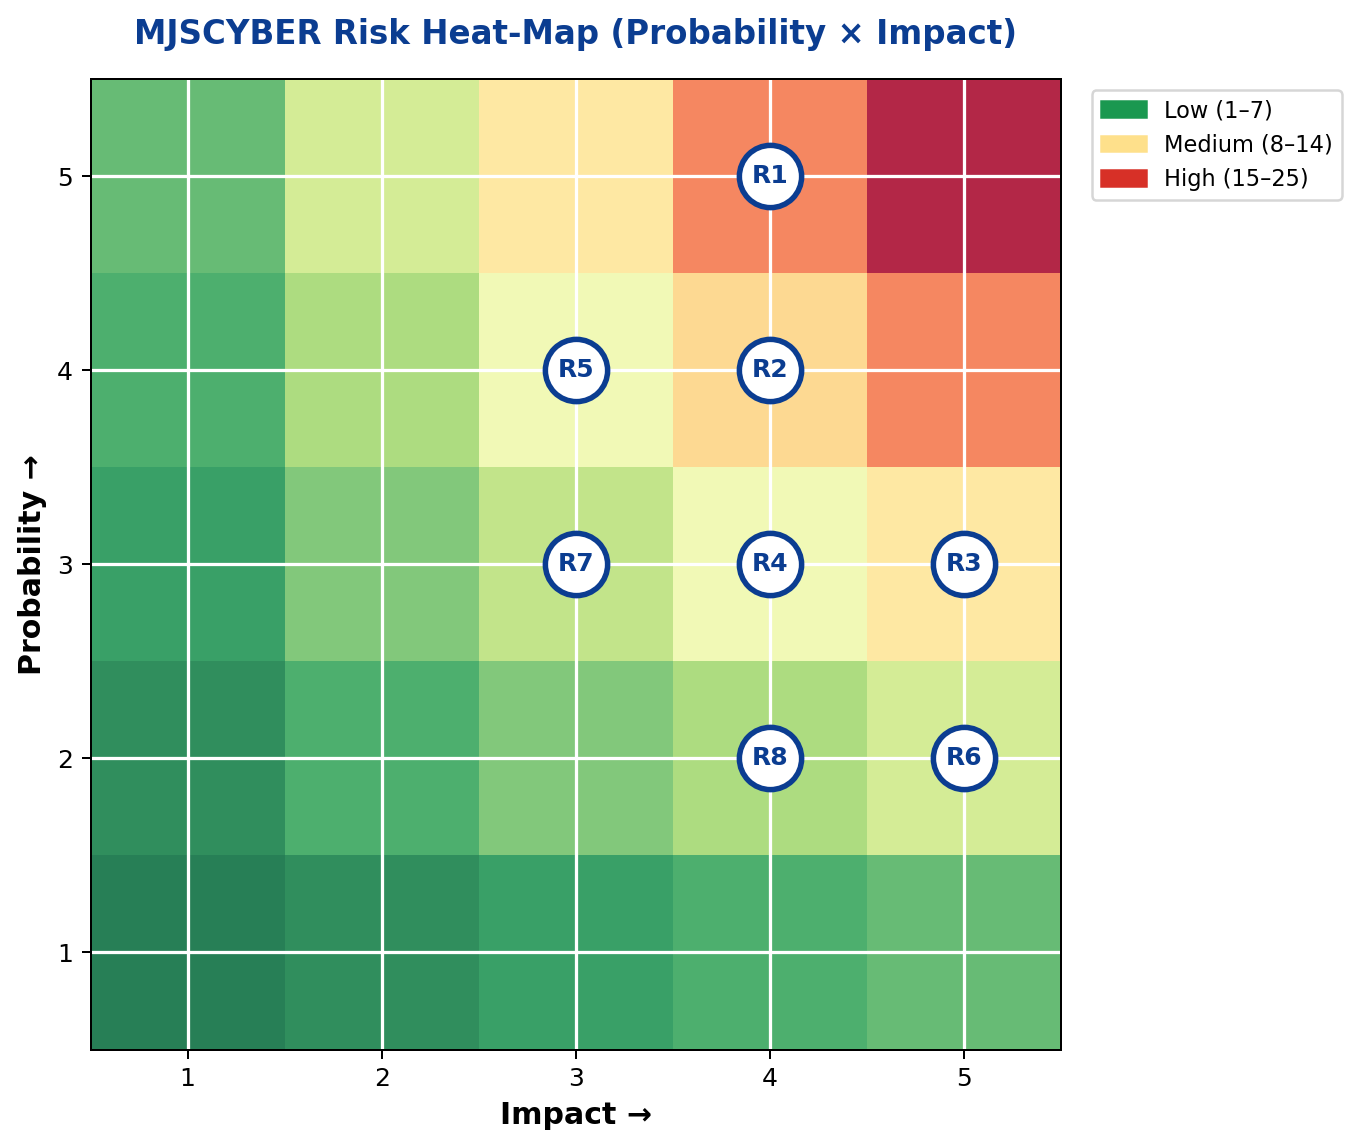 MJSCYBER Risk Heat-Map (Probability × Impact)
Low (1–7)
Medium (8–14)
High (15–25)
Probability →
5
4
3
2
1
R1
R5
R2
R7
R4
R3
R8
R6
1
2
3
4
5
Impact →